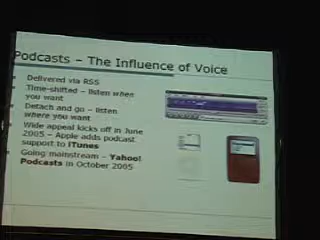 Podcasts – The Influence of Voice
Delivered via RSS
Time-shifted – listen when
you want
Detach and go – listen
where you want
Wide appeal kicks off in June
2005 – Apple adds podcast
support to iTunes
Going mainstream – Yahoo!
Podcasts in October 2005